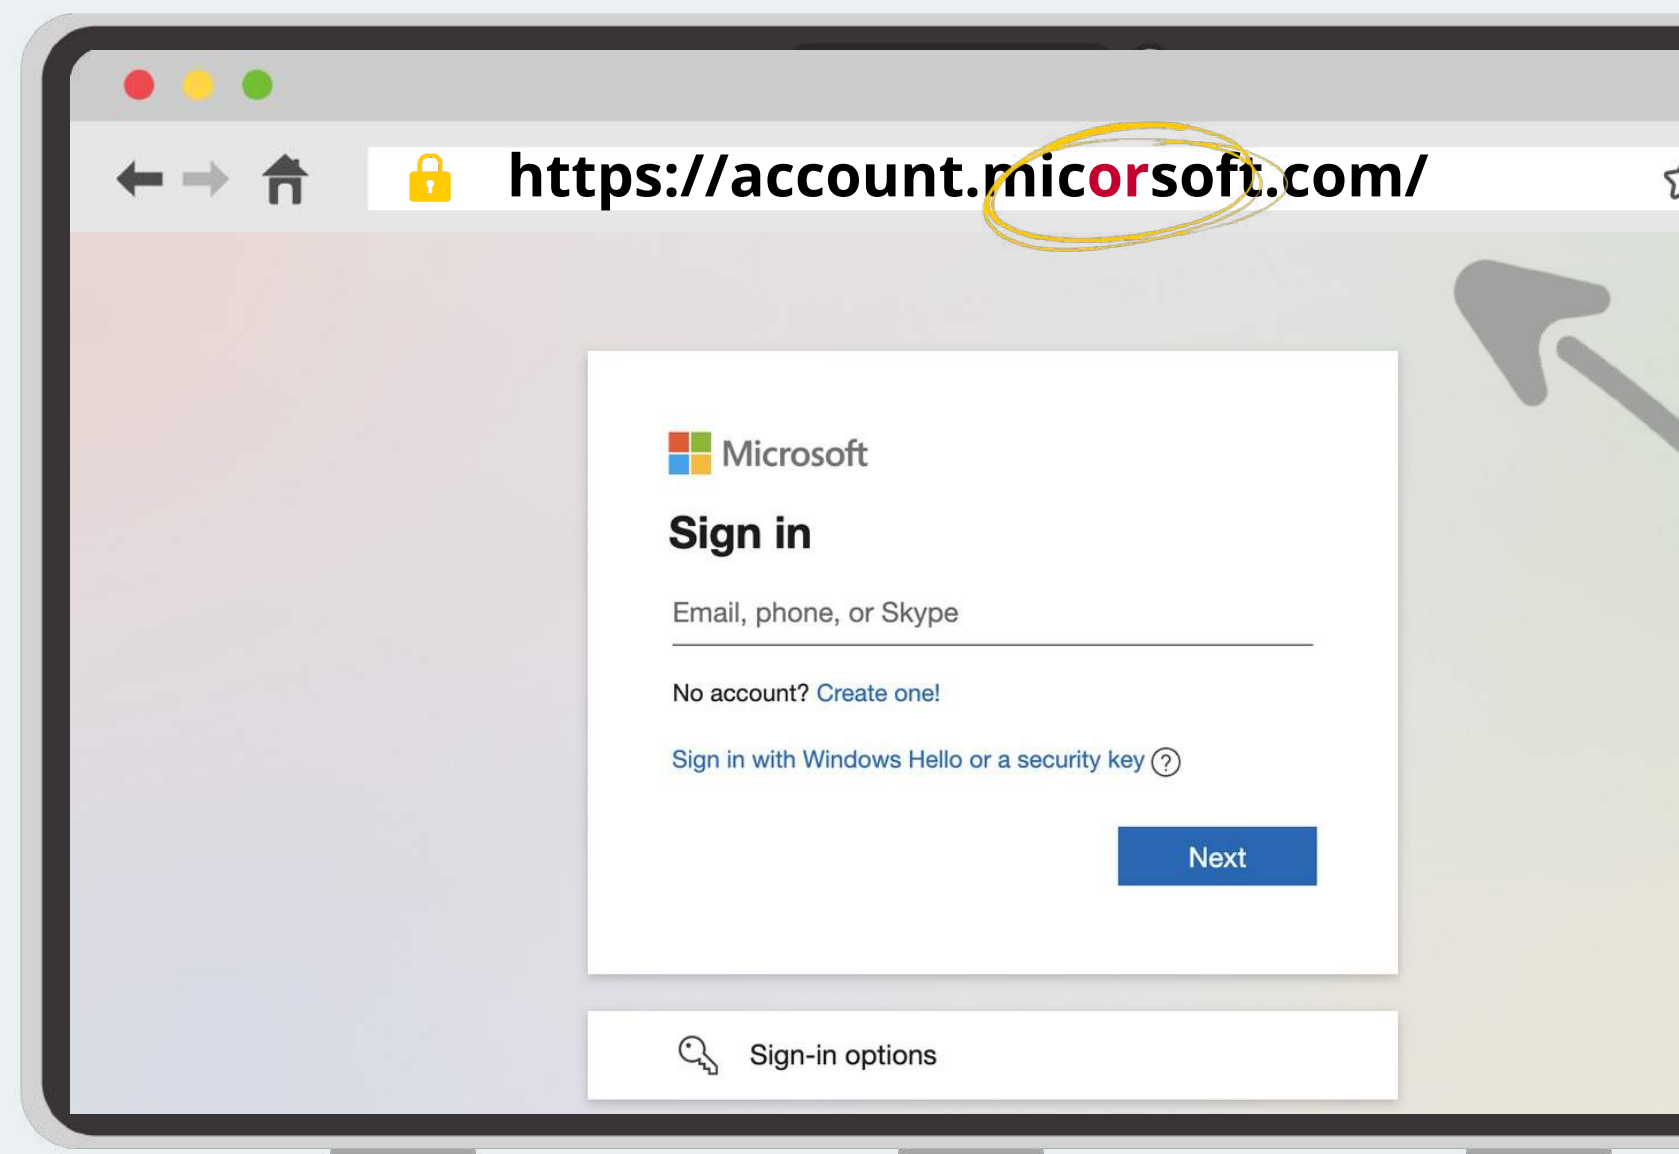 https://account.micorsoft.com/
Microsoft
Sign in
Email, phone, or Skype
No account? Create one!
Sign in with Windows Hello or a security key ?
Next
Sign-in options